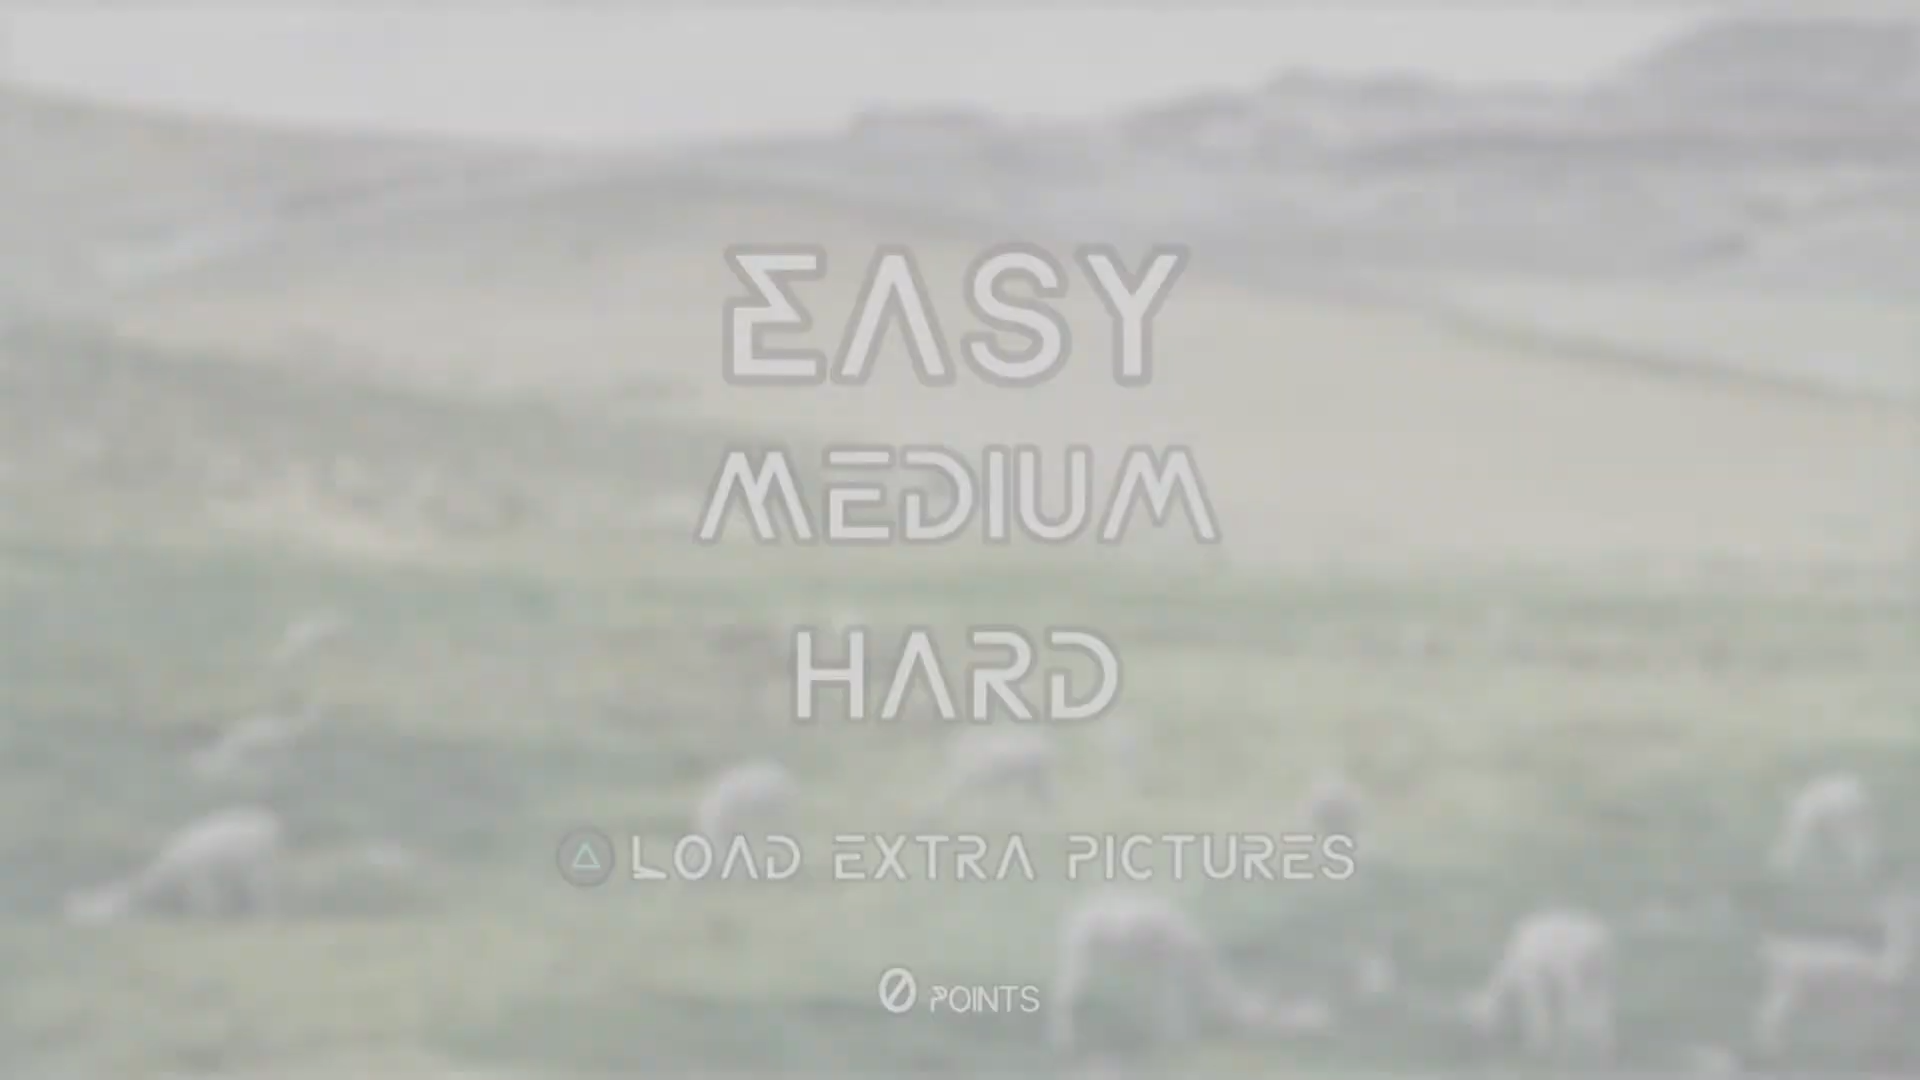 EASY
MEDIUM
HARD
LOAD EXTRA PICTURES
0 POINTS